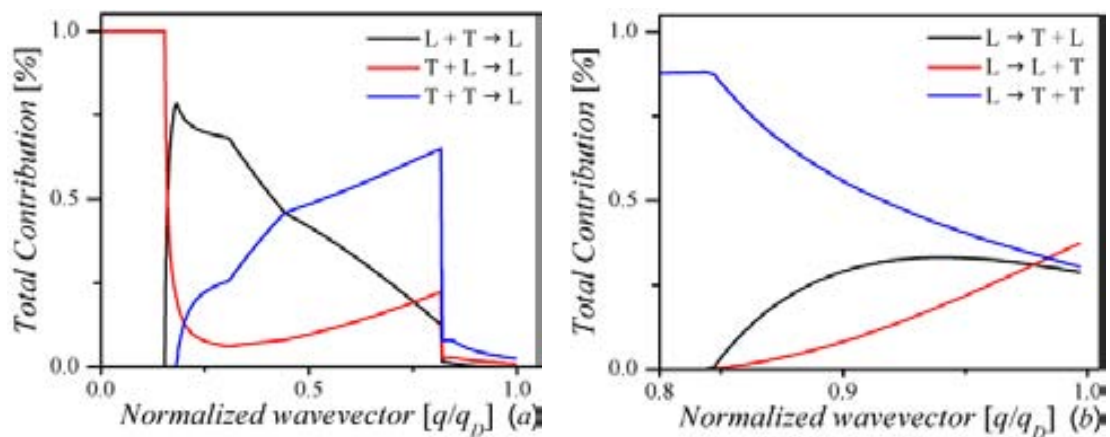 Total Contribution [%]
1.0
0.5
0.0
L + T → L
T + L → L
T + T → L
0.0
0.5
1.0
Normalized wavevector [q/q_D] (a)
Total Contribution [%]
1.0
0.5
0.0
L → T + L
L → L + T
L → T + T
0.8
0.9
1.0
Normalized wavevector [q/q_D] (b)